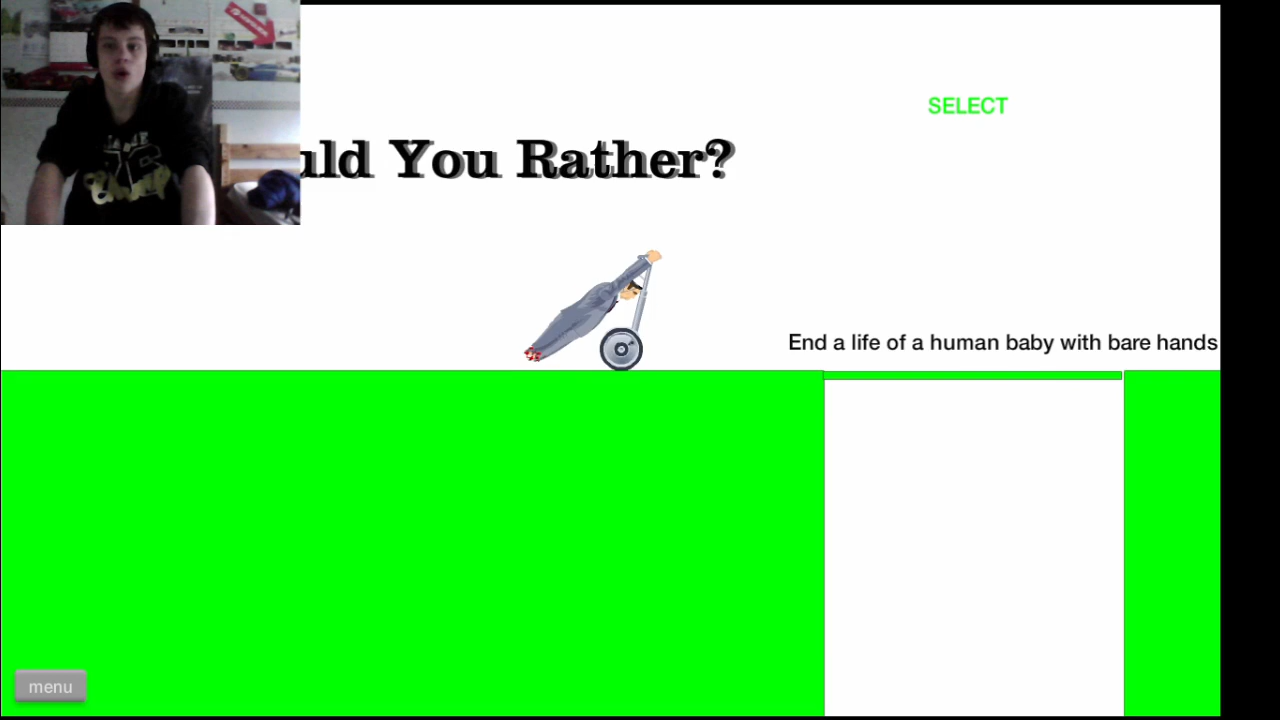 SELECT
uld You Rather?
End a life of a human baby with bare hands
menu